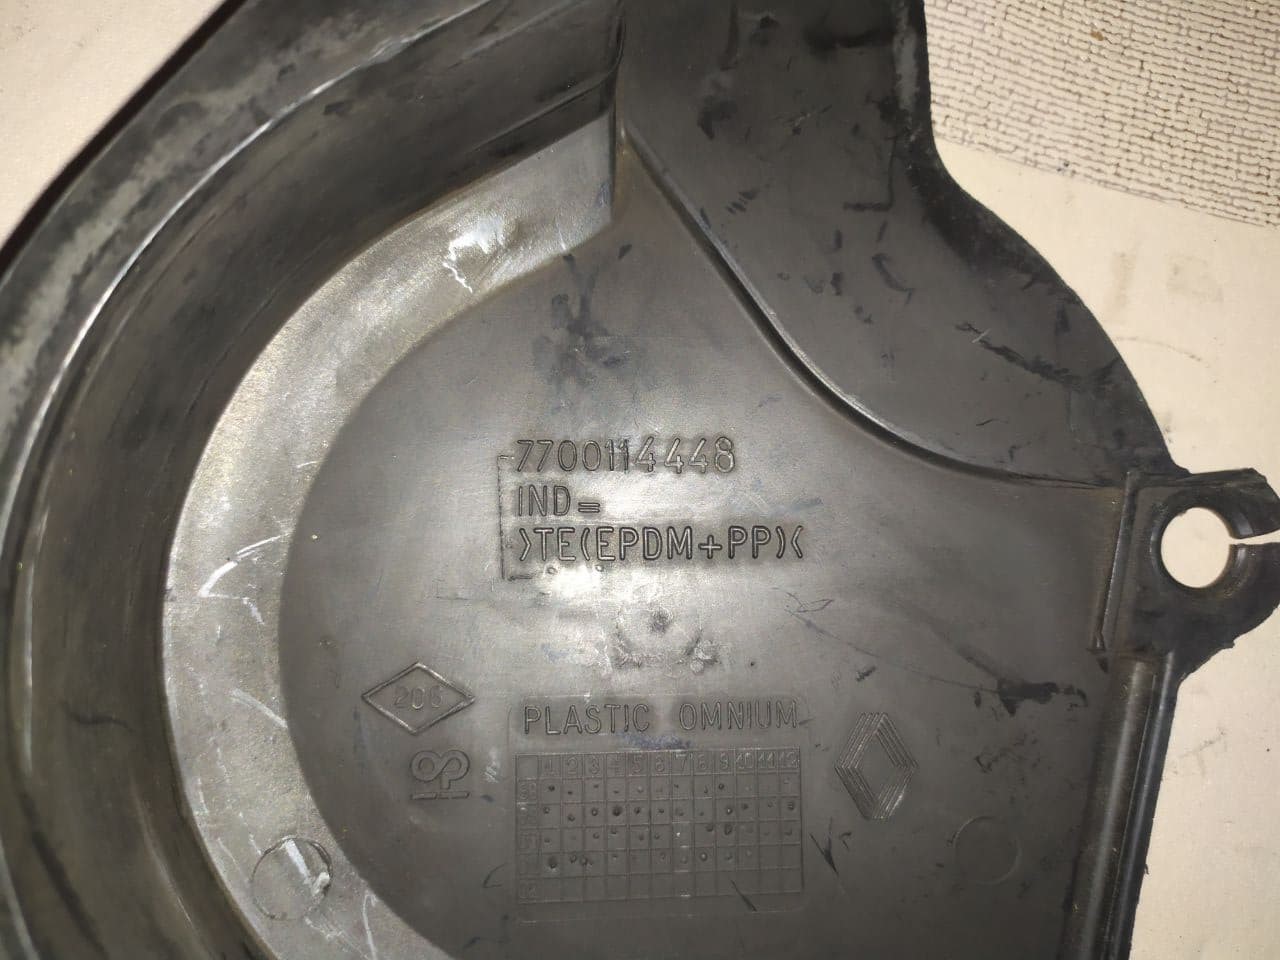 7700114448
IND=
>TE(EPDM+PP)<
206
PLASTIC OMNIUM
1 2 3 4 5 6 7 8 9 10 11 12